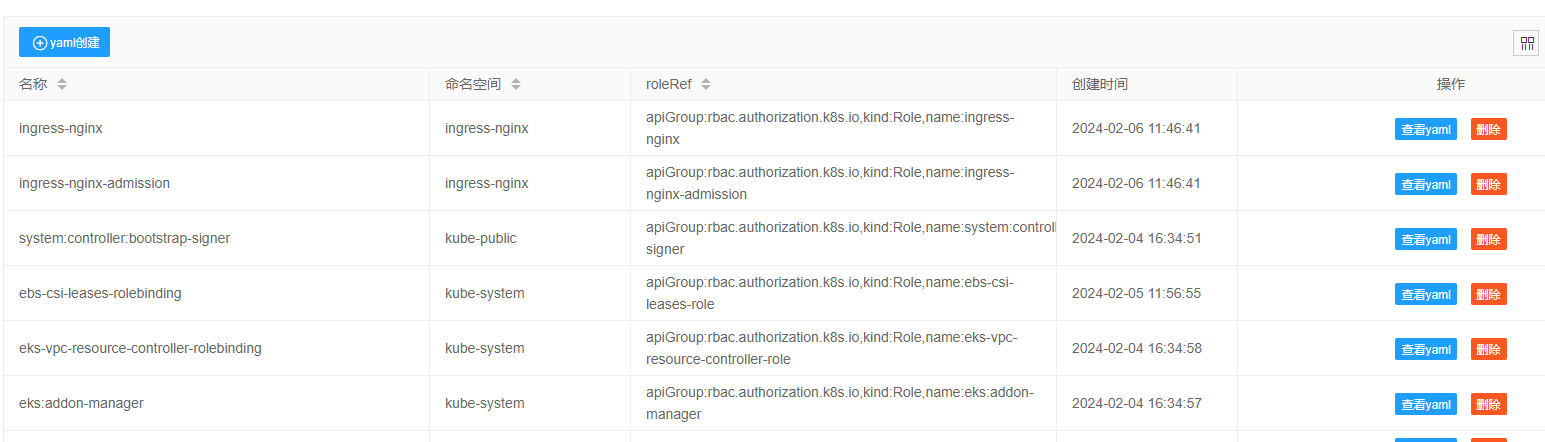 yaml创建
名称 命名空间 roleRef 创建时间 操作
ingress-nginx ingress-nginx apiGroup:rbac.authorization.k8s.io,kind:Role,name:ingress-
nginx 2024-02-06 11:46:41 查看yaml 删除
ingress-nginx-admission ingress-nginx apiGroup:rbac.authorization.k8s.io,kind:Role,name:ingress-
nginx-admission 2024-02-06 11:46:41 查看yaml 删除
system:controller:bootstrap-signer kube-public apiGroup:rbac.authorization.k8s.io,kind:Role,name:system:control
signer 2024-02-04 16:34:51 查看yaml 删除
ebs-csi-leases-rolebinding kube-system apiGroup:rbac.authorization.k8s.io,kind:Role,name:ebs-csi-
leases-role 2024-02-05 11:56:55 查看yaml 删除
eks-vpc-resource-controller-rolebinding kube-system apiGroup:rbac.authorization.k8s.io,kind:Role,name:eks-vpc-
resource-controller-role 2024-02-04 16:34:58 查看yaml 删除
eks:addon-manager kube-system apiGroup:rbac.authorization.k8s.io,kind:Role,name:eks:addon-
manager 2024-02-04 16:34:57 查看yaml 删除